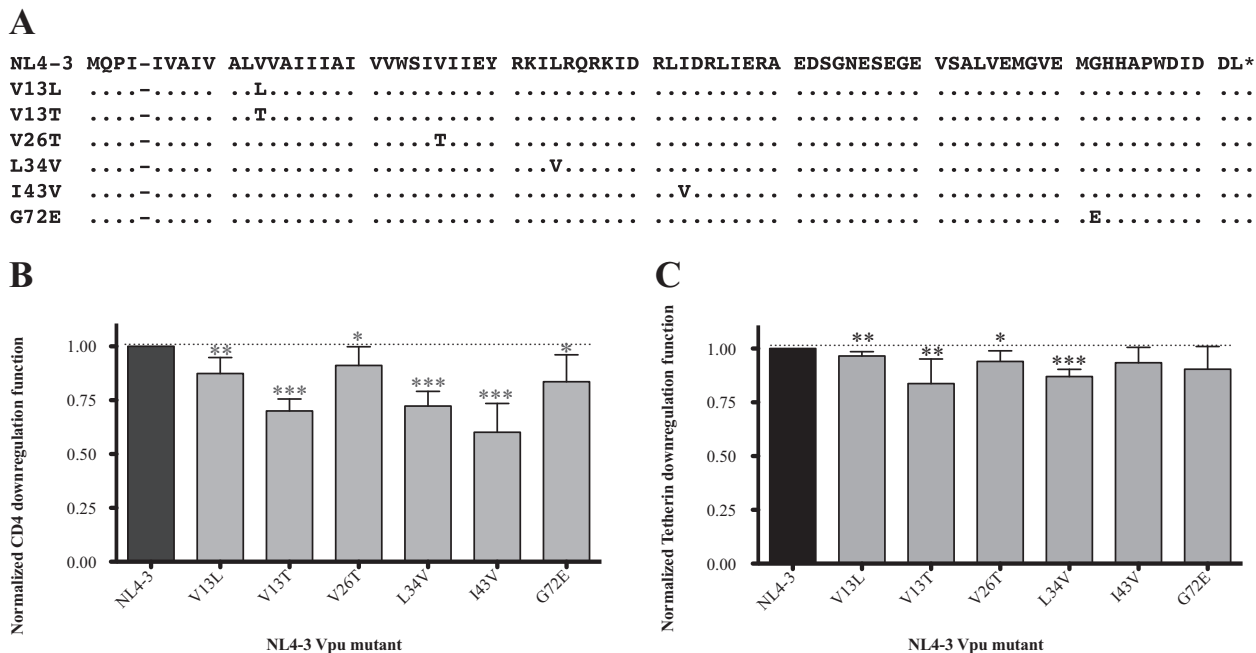 A
NL4-3 MQPI-IVAIV ALVVAIIIAI VVWSIVIIEY RKILRQRKID RLIDRLIERA EDSGNESEGE VSALVEMGVE MGHHAPWDID DL*
V13L ....-..... ..L....... .......... .......... .......... .......... .......... .......... ...
V13T ....-..... ..T....... .......... .......... .......... .......... .......... .......... ...
V26T ....-..... .......... .....T.... .......... .......... .......... .......... .......... ...
L34V ....-..... .......... .......... ...V...... .......... .......... .......... .......... ...
I43V ....-..... .......... .......... .......... ..V....... .......... .......... .......... ...
G72E ....-..... .......... .......... .......... .......... .......... .......... .E........ ...
B
Normalized CD4 downregulation function
1.00
0.75
0.50
0.25
0.00
**
***
*
***
***
*
NL4-3
V13L
V13T
V26T
L34V
I43V
G72E
NL4-3 Vpu mutant
C
Normalized Tetherin downregulation function
1.00
0.75
0.50
0.25
0.00
**
**
*
***
NL4-3
V13L
V13T
V26T
L34V
I43V
G72E
NL4-3 Vpu mutant